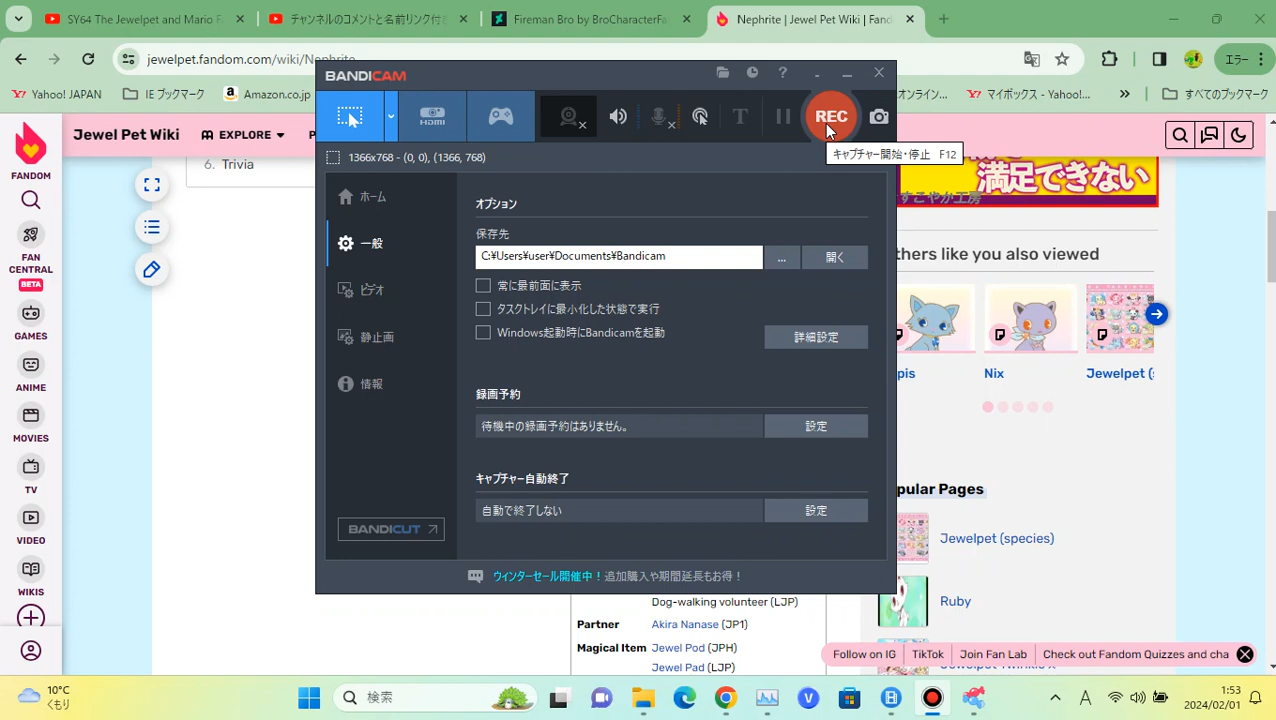 SY64 The Jetpet and Mario Fa
チャンネルのコメントと名前リンク付き
Fireman Bro by BroCharacterFa
Nephrite | Jewel Pet Wiki | Fando
jewelpet.fandom.com/wiki/Nephrite
エラー
Yahoo! JAPAN
IEブックマーク
Amazon.co.jp
オンライン...
マイボックス - Yahoo...
すべてのブックマーク
FANDOM
Jewel Pet Wiki
EXPLORE
6. Trivia
FAN
CENTRAL
BETA
GAMES
ANIME
MOVIES
TV
VIDEO
WIKIS
BANDICAM
HDMI
T
REC
キャプチャー開始・停止 F12
1366x768 - (0, 0), (1366, 768)
ホーム
一般
ビデオ
静止画
情報
BANDICUT
オプション
保存先
C:¥Users¥user¥Documents¥Bandicam
...
開く
常に最前面に表示
タスクトレイに最小化した状態で実行
Windows起動時にBandicamを起動
詳細設定
録画予約
待機中の録画予約はありません。
設定
キャプチャー自動終了
自動で終了しない
設定
ウィンターセール開催中！追加購入や期間延長もお得！
満足できない
すこやか工房
thers like you also viewed
pis
Nix
Jewelpet (s
pular Pages
Jewelpet (species)
Ruby
Jewelpet Twinkle☆
Dog-walking volunteer (LJP)
Partner
Akira Nanase (JP1)
Magical Item
Jewel Pod (JPH)
Jewel Pad (LJP)
Follow on IG
TikTok
Join Fan Lab
Check out Fandom Quizzes and cha
10°C
くもり
検索
A
1:53
2024/02/01